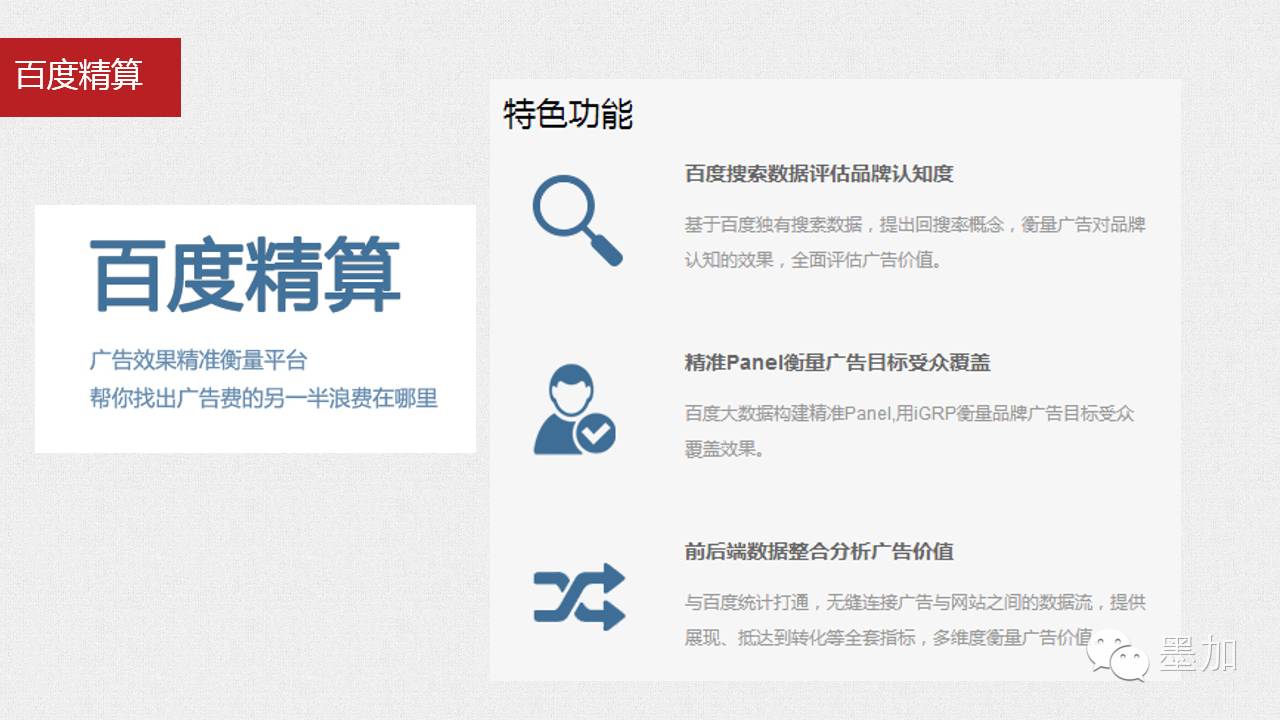 百度精算
百度精算
广告效果精准衡量平台
帮你找出广告费的另一半浪费在哪里
特色功能
百度搜索数据评估品牌认知度
基于百度独有搜索数据，提出回搜率概念，衡量广告对品牌
认知的效果，全面评估广告价值。
精准Panel衡量广告目标受众覆盖
百度大数据构建精准Panel,用iGRP衡量品牌广告目标受众
覆盖效果。
前后端数据整合分析广告价值
与百度统计打通，无缝连接广告与网站之间的数据流，提供
展现、抵达到转化等全套指标，多维度衡量广告价值
墨加